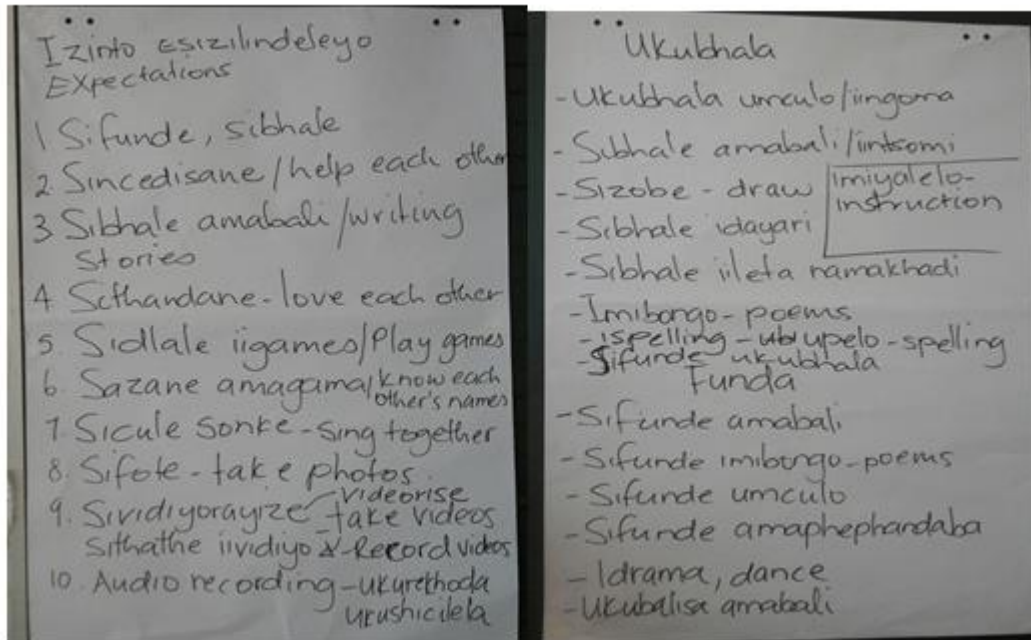 Izinto esizilindeleyo
Expectations
1 Sifunde, sibhale
2. Sincedisane/help each other
3 Sibhale amabali/writing
Stories
4 Sithandane-love each other
5. Sidlale iigames/Play games
6. Sazane amagama/know each
other's names
7. Sicule Sonke-Sing together
8. Sifote-take photos.
videorise
9. Sividiyorayize take videos
Sithathe iividiyo -Record videos
10. Audio recording-ukurekhoda
ukushicilela
Ukubhala
-Ukubhala umculo/iingoma
-Sibhale amabali/iintsomi
-Sizobe-draw
imiyalelo-
instruction
-Sibhale idayari
-Sibhale iileta namakhadi
-Imibongo-poems
-ispelling-ubupelo-spelling
-Sifunde ukubhala
Funda
-Sifunde amabali
-Sifunde imibongo-poems
-Sifunde umculo
-Sifunde amaphephandaba
-Idrama, dance
-Ukubalisa amabali